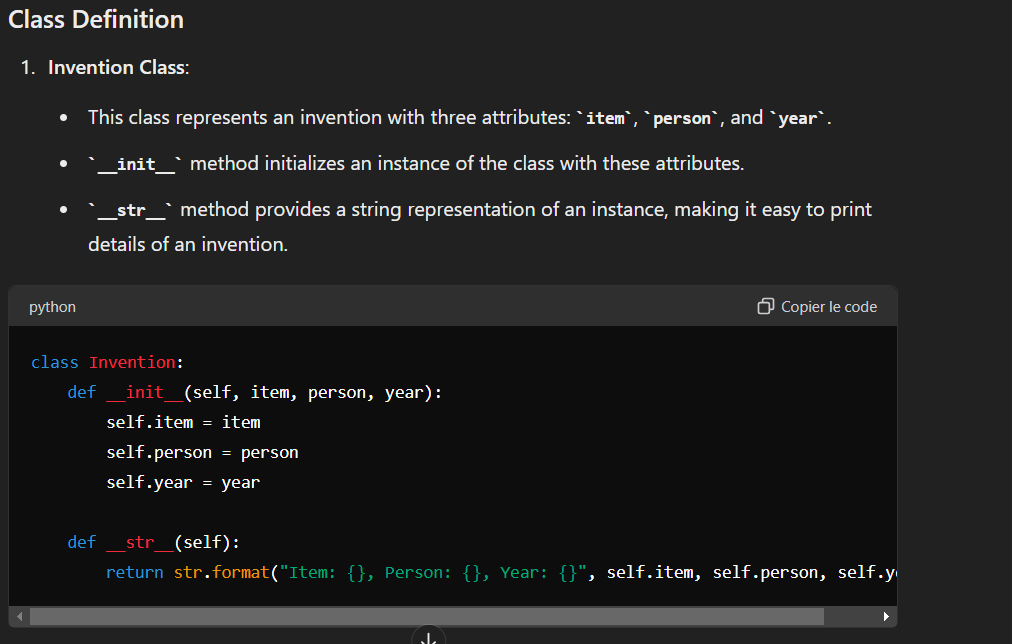 Class Definition
1. Invention Class:
• This class represents an invention with three attributes: `item`, `person`, and `year`.
• `__init__` method initializes an instance of the class with these attributes.
• `__str__` method provides a string representation of an instance, making it easy to print
details of an invention.
python Copier le code
class Invention:
    def __init__(self, item, person, year):
        self.item = item
        self.person = person
        self.year = year
    def __str__(self):
        return str.format("Item: {}, Person: {}, Year: {}", self.item, self.person, self.y